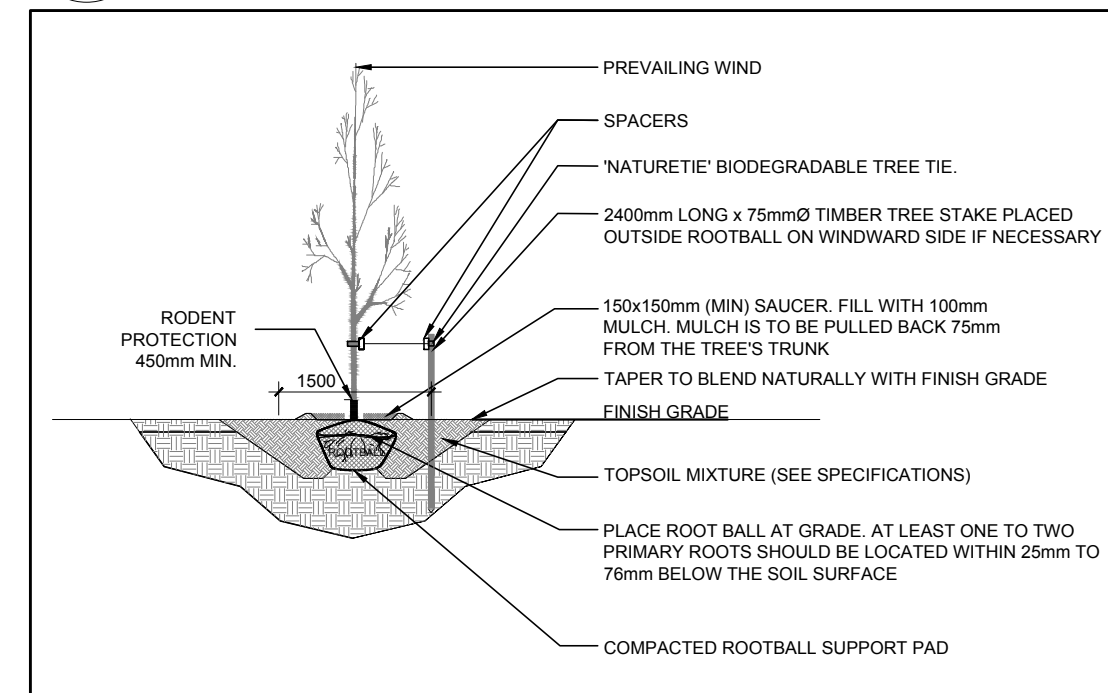 PREVAILING WIND
SPACERS
'NATURETIE' BIODEGRADABLE TREE TIE.
2400mm LONG x 75mmØ TIMBER TREE STAKE PLACED
OUTSIDE ROOTBALL ON WINDWARD SIDE IF NECESSARY
150x150mm (MIN) SAUCER. FILL WITH 100mm
MULCH. MULCH IS TO BE PULLED BACK 75mm
FROM THE TREE'S TRUNK
RODENT
PROTECTION
450mm MIN.
1500
TAPER TO BLEND NATURALLY WITH FINISH GRADE
FINISH GRADE
ROOTBALL
TOPSOIL MIXTURE (SEE SPECIFICATIONS)
PLACE ROOT BALL AT GRADE. AT LEAST ONE TO TWO
PRIMARY ROOTS SHOULD BE LOCATED WITHIN 25mm TO
76mm BELOW THE SOIL SURFACE
COMPACTED ROOTBALL SUPPORT PAD